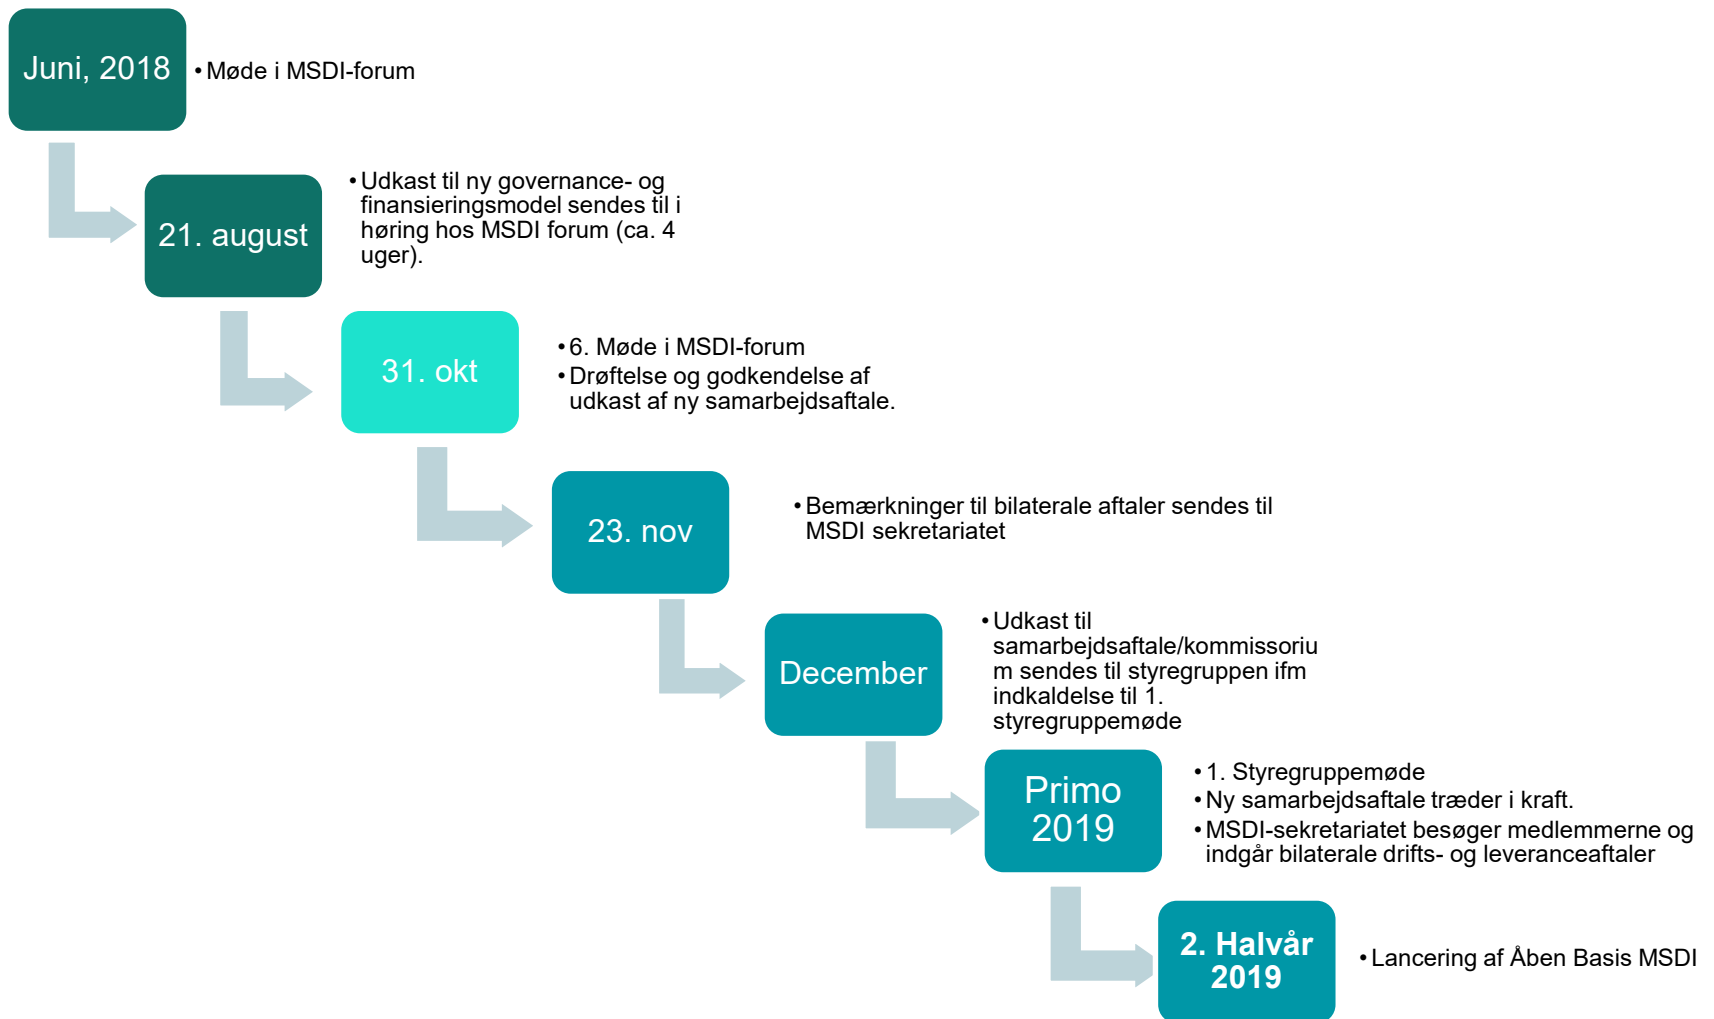 Juni, 2018
• Møde i MSDI-forum
21. august
• Udkast til ny governance- og
finansieringsmodel sendes til i
høring hos MSDI forum (ca. 4
uger).
31. okt
• 6. Møde i MSDI-forum
• Drøftelse og godkendelse af
udkast af ny samarbejdsaftale.
23. nov
• Bemærkninger til bilaterale aftaler sendes til
MSDI sekretariatet
December
• Udkast til
samarbejdsaftale/kommissoriu
m sendes til styregruppen ifm
indkaldelse til 1.
styregruppemøde
Primo
2019
• 1. Styregruppemøde
• Ny samarbejdsaftale træder i kraft.
• MSDI-sekretariatet besøger medlemmerne og
indgår bilaterale drifts- og leveranceaftaler
2. Halvår
2019
• Lancering af Åben Basis MSDI